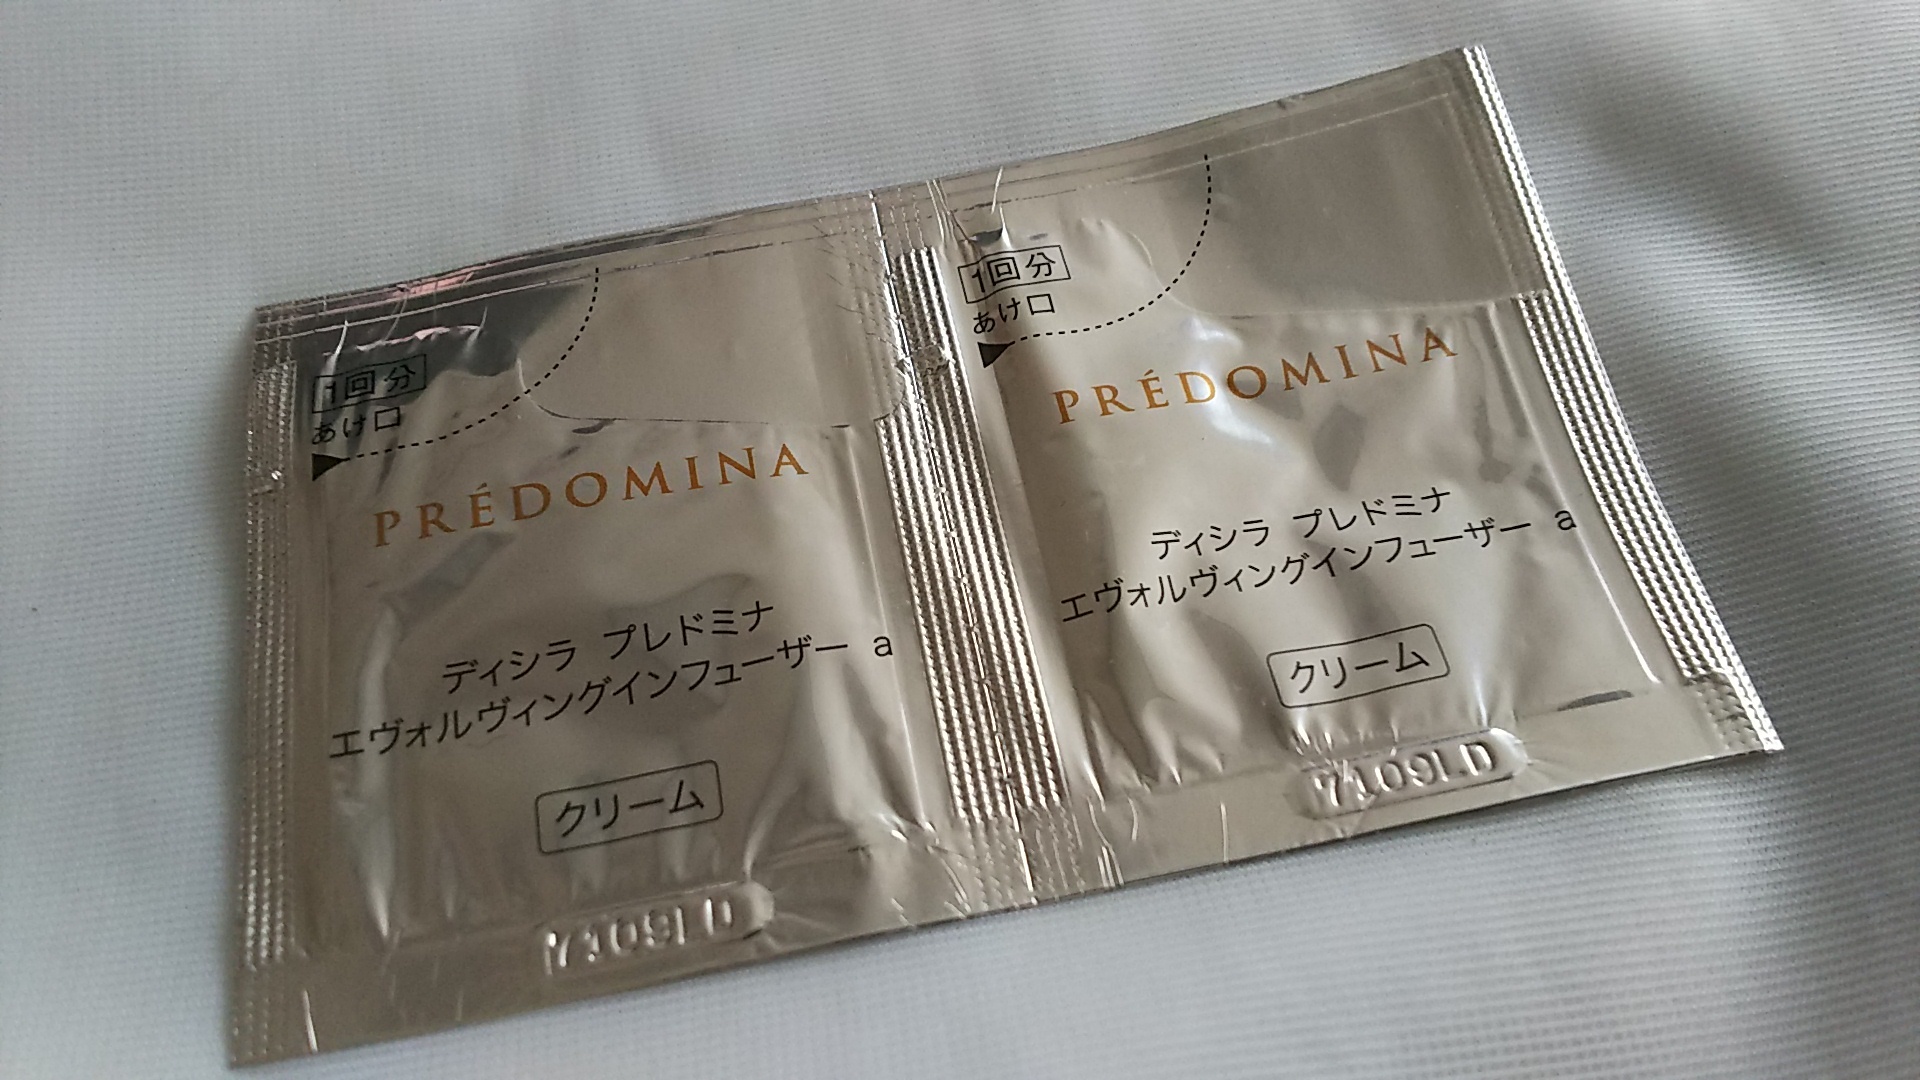 1回分
あけ口
PRÉDOMINA
ディシラ プレドミナ
エヴォルヴィングインフューザー a
クリーム
7109LD
1回分
あけ口
PRÉDOMINA
ディシラ プレドミナ
エヴォルヴィングインフューザー a
クリーム
7109LD